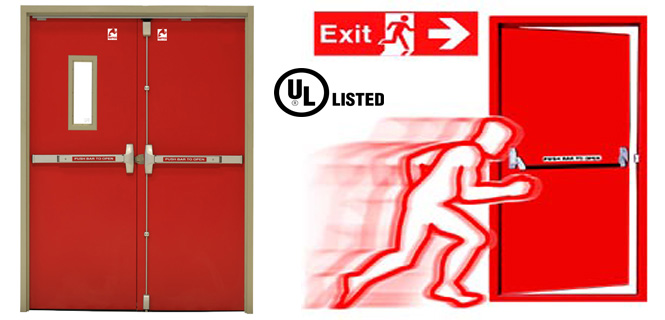 PUSH BAR TO OPEN
PUSH BAR TO OPEN
Exit
UL
®
LISTED
PUSH BAR TO OPEN